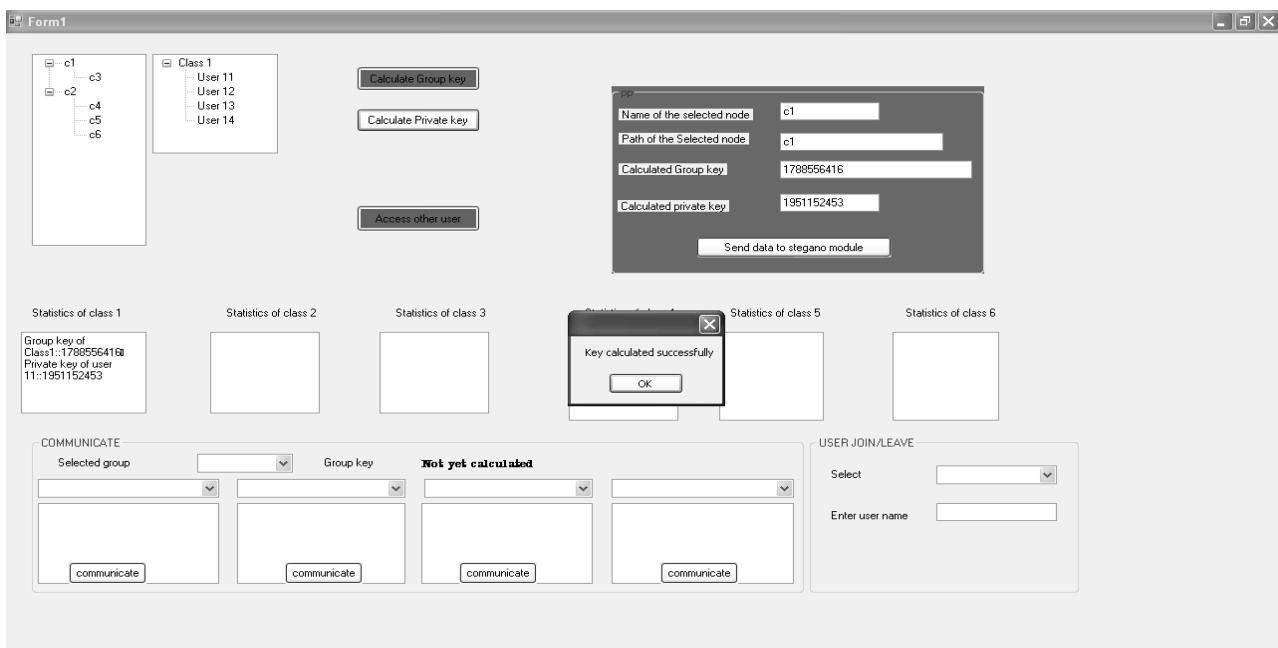 Form1
c1
c3
c2
c4
c5
c6
Class 1
User 11
User 12
User 13
User 14
Calculate Group key
Calculate Private key
Access other user
PP
Name of the selected node
c1
Path of the Selected node
c1
Calculated Group key
1788556416
Calculated private key
1951152453
Send data to stegano module
Statistics of class 1
Statistics of class 2
Statistics of class 3
Statistics of class 5
Statistics of class 6
Group key of
Class1::1788556416
Private key of user
11::1951152453
Key calculated successfully
OK
COMMUNICATE
Selected group
Group key
Not yet calculated
communicate
communicate
communicate
communicate
USER JOIN/LEAVE
Select
Enter user name